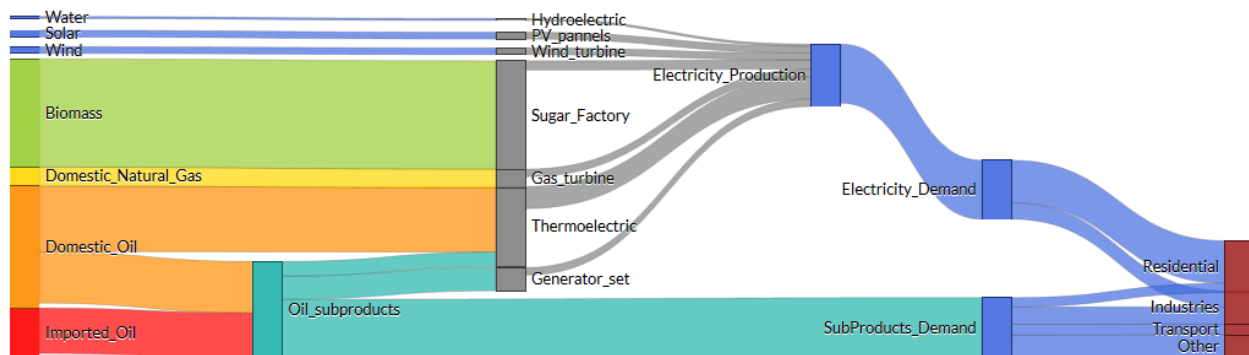 Water
Solar
Wind
Biomass
Domestic_Natural_Gas
Domestic_Oil
Imported_Oil
Oil_subproducts
Hydroelectric
PV_pannels
Wind_turbine
Sugar_Factory
Gas_turbine
Thermoelectric
Generator_set
Electricity_Production
Electricity_Demand
SubProducts_Demand
Residential
Industries
Transport
Other